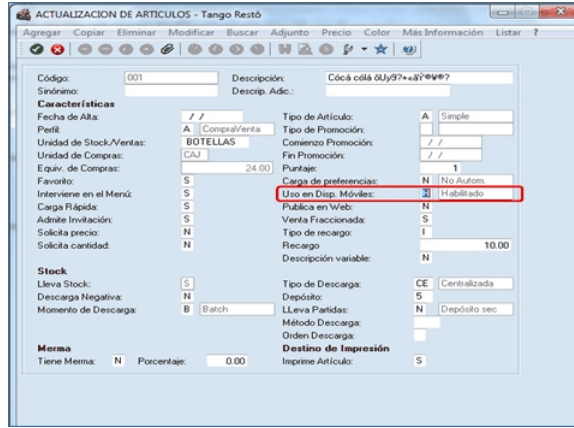 ACTUALIZACION DE ARTICULOS - Tango Restô
Agregar Copiar Eliminar Modificar Buscar Adjunto Precio Color Más Información Listar ?
Código: 001 Descripción: Cócá cólá
Sinónimo: Descrip. Adic.:
Características
Fecha de Alta: / / Tipo de Artículo: A Simple
Perfil: A CompraVenta Tipo de Promoción:
Unidad de Stock/Ventas: BOTELLAS Comienzo Promoción: / /
Unidad de Compras: CAJ Fin Promoción: / /
Equiv. de Compras: 24.00 Puntaje: 1
Favorito: S Carga de preferencias: N No Autom.
Interviene en el Menú: S Uso en Disp. Móviles: H Habilitado
Carga Rápida: S Publica en Web: N
Admite Invitación: S Venta Fraccionada: S
Solicita precio: N Tipo de recargo: I
Solicita cantidad: N Recargo 10.00
Descripción variable: N
Stock
Lleva Stock: S Tipo de Descarga: CE Centralizada
Descarga Negativa: N Depósito: 5
Momento de Descarga: B Batch LLeva Partidas: N Depósito sec
Método Descarga:
Orden Descarga:
Merma Destino de Impresión
Tiene Merma: N Porcentaje: 0.00 Imprime Artículo: S